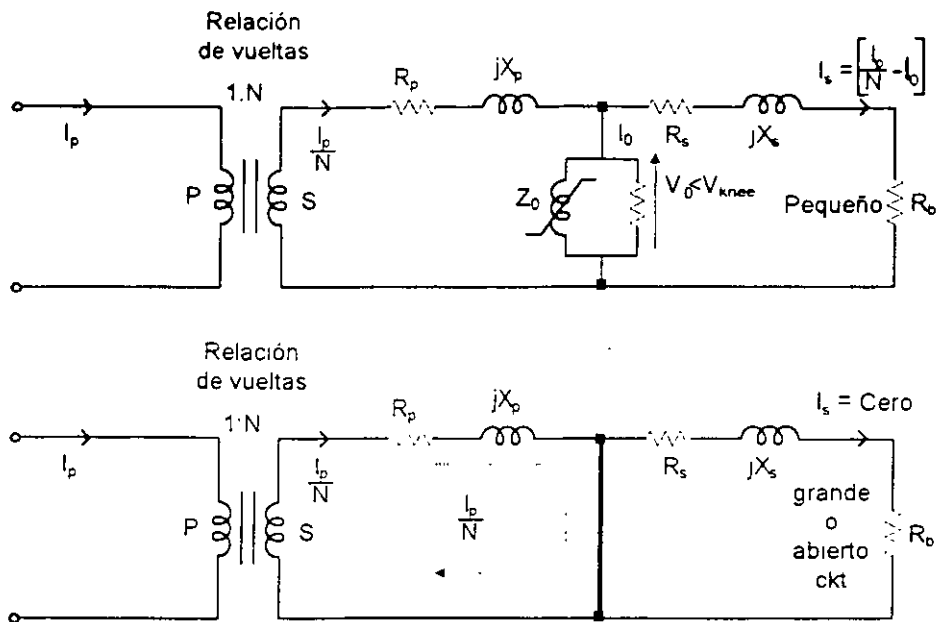 Relación
de vueltas
1.N
I_p
P
S
I_p
N
R_p
jX_p
I_0
Z_0
V_0<V_knee
R_s
jX_s
I_s = [I_p/N - I_0]
Pequeño
R_b
Relación
de vueltas
1:N
I_p
P
S
I_p
N
R_p
jX_p
I_p
N
R_s
jX_s
I_s = Cero
grande
o
abierto
ckt
R_b